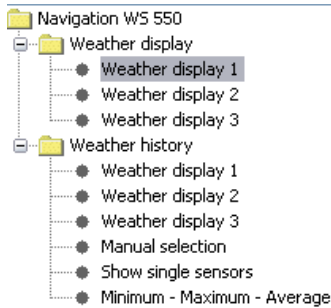 Navigation WS 550
Weather display
Weather display 1
Weather display 2
Weather display 3
Weather history
Weather display 1
Weather display 2
Weather display 3
Manual selection
Show single sensors
Minimum - Maximum - Average